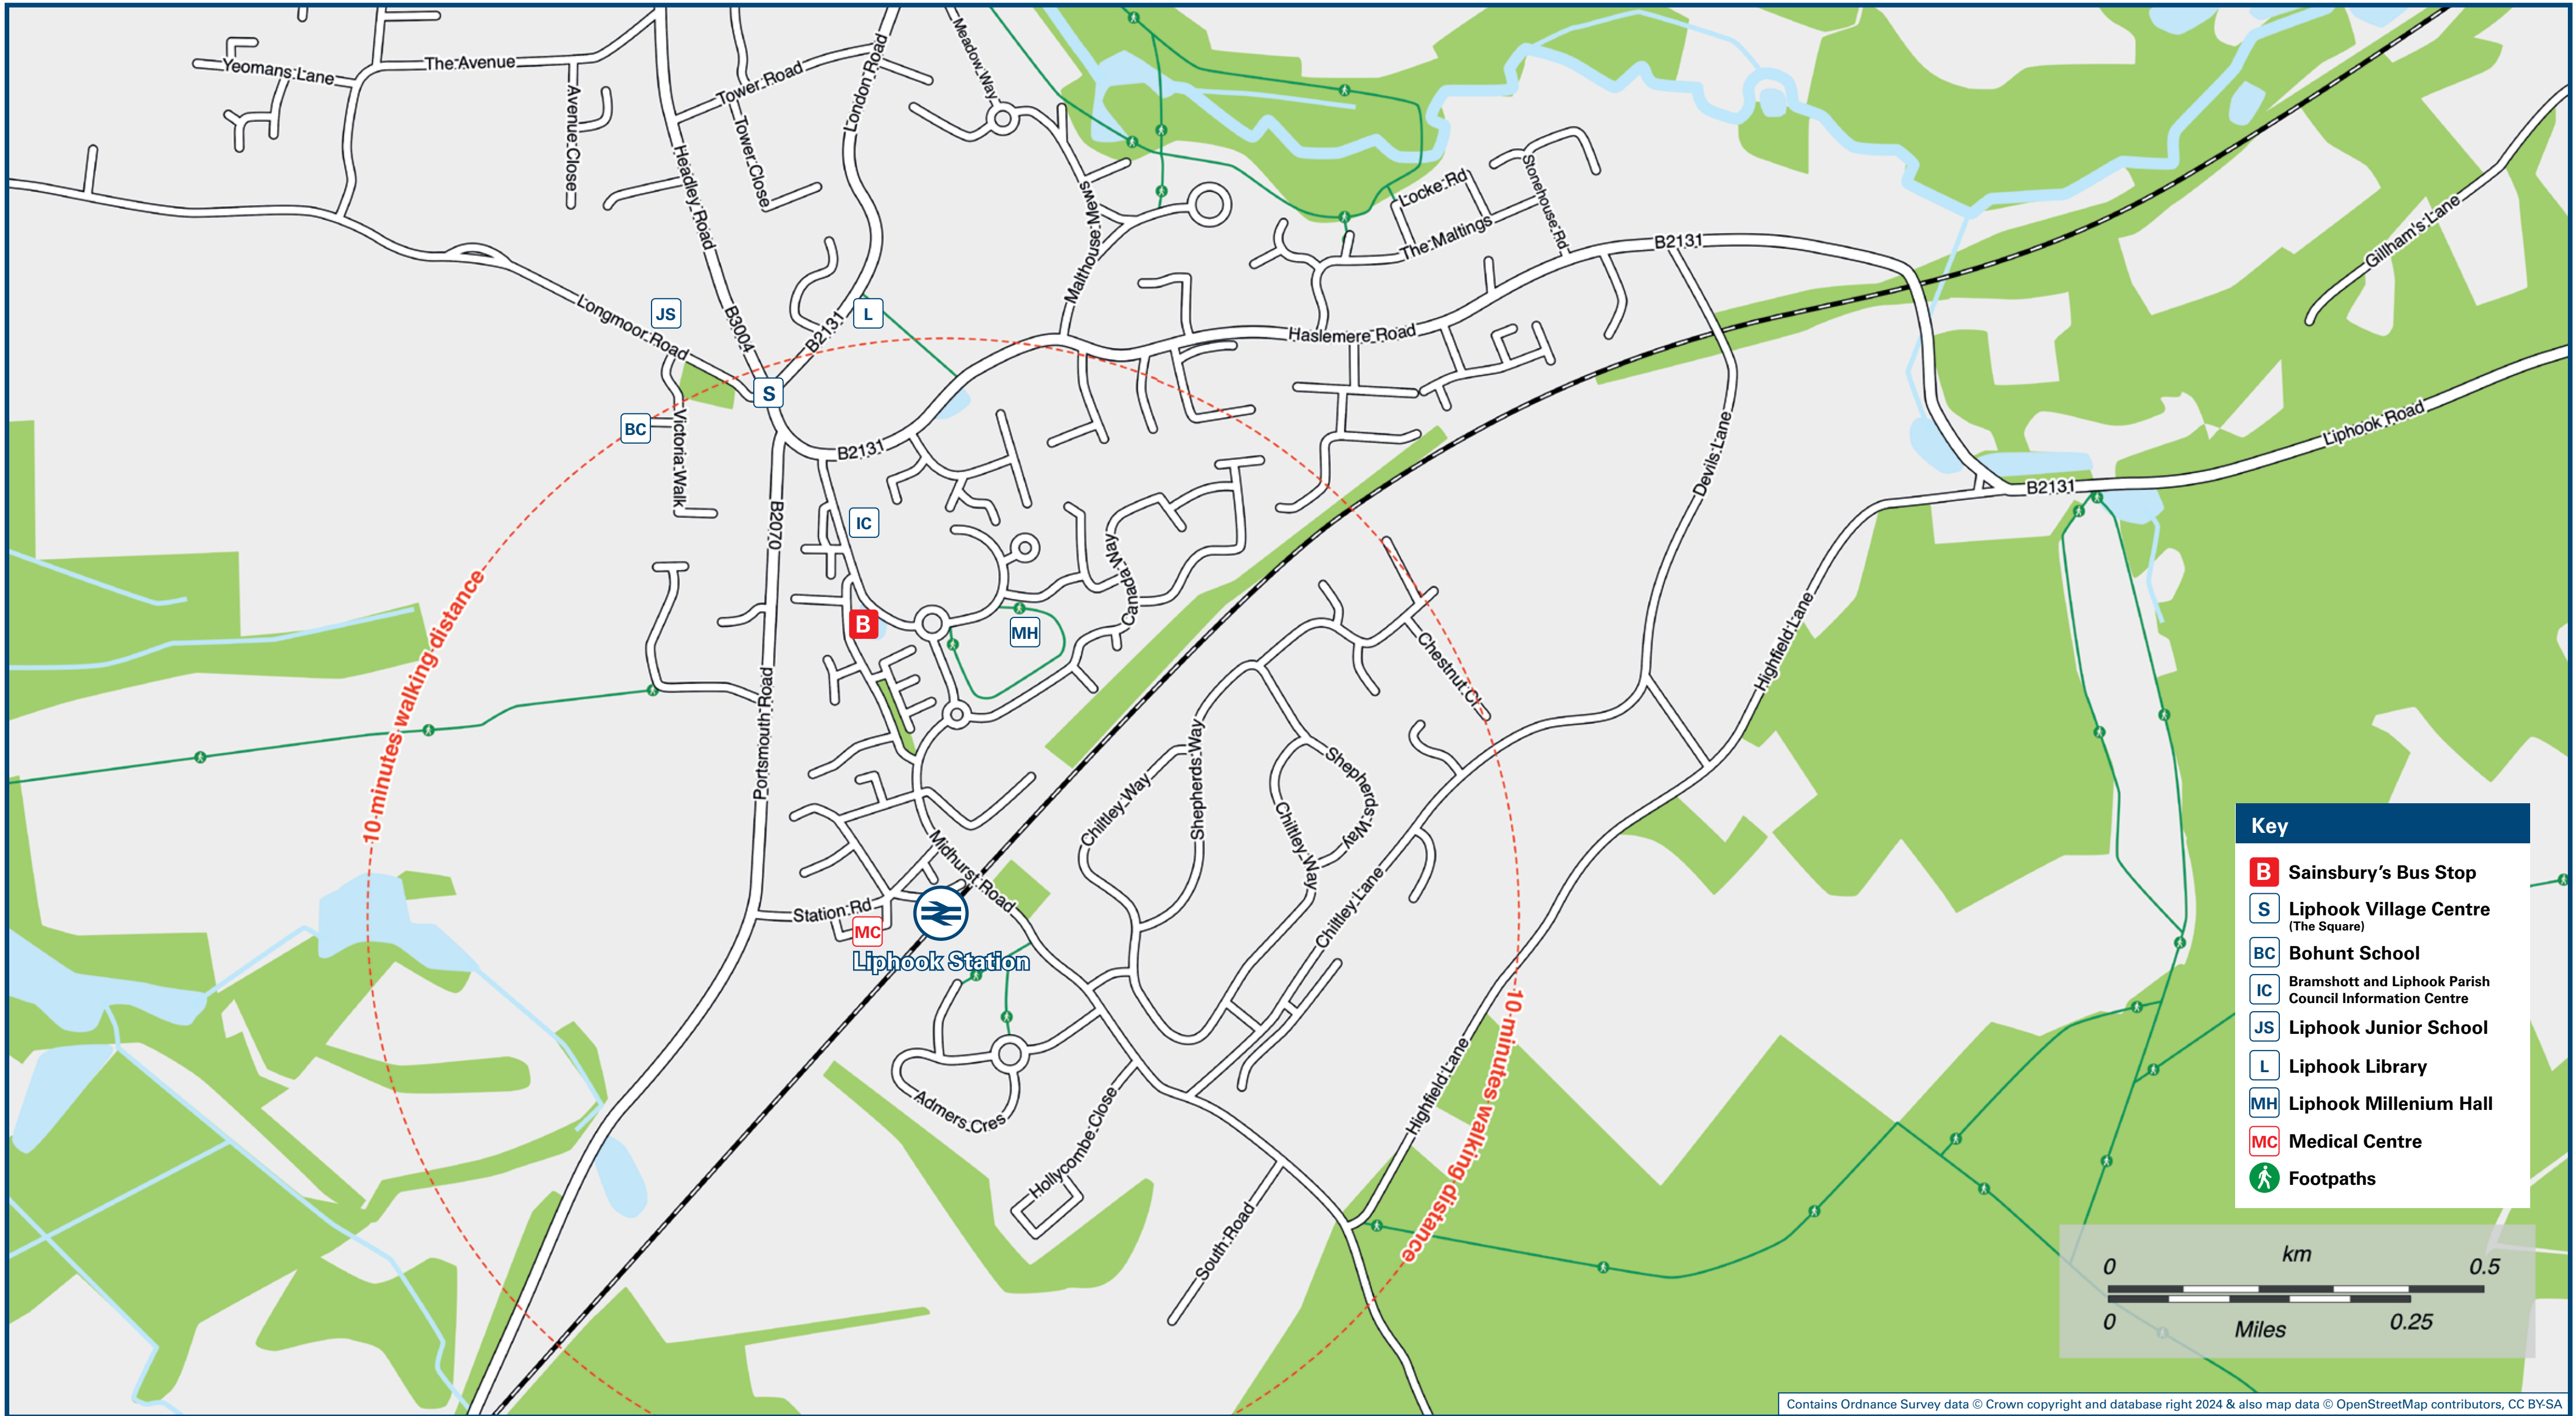 Yeomans Lane
The Avenue
Avenue Close
Tower Road
Tower Close
London Road
Meadow Way
Headley Road
B3004
Malthouse Mews
Locke Rd
The Maltings
Stonehouse Rd
B2131
Gillham's Lane
Longmoor Road
JS
L
B2131
Haslemere Road
S
BC
Victoria Walk
B2131
Liphook Road
B2070
IC
Canada Way
Devils Lane
B2131
10 minutes walking distance
B
MH
Chestnut Cl
Highfield Lane
Portsmouth Road
Chiltley Way
Shepherds Way
Shepherds Way
Chiltley Way
Midhurst Road
Station Rd
MC
Liphook Station
Chiltley Lane
Admers Cres
Hollycombe Close
South Road
Highfield Lane
10 minutes walking distance
Key
B Sainsbury's Bus Stop
S Liphook Village Centre
(The Square)
BC Bohunt School
IC Bramshott and Liphook Parish
Council Information Centre
JS Liphook Junior School
L Liphook Library
MH Liphook Millenium Hall
MC Medical Centre
Footpaths
km
0 0.5
0 0.25
Miles
Contains Ordnance Survey data © Crown copyright and database right 2024 & also map data © OpenStreetMap contributors, CC BY-SA